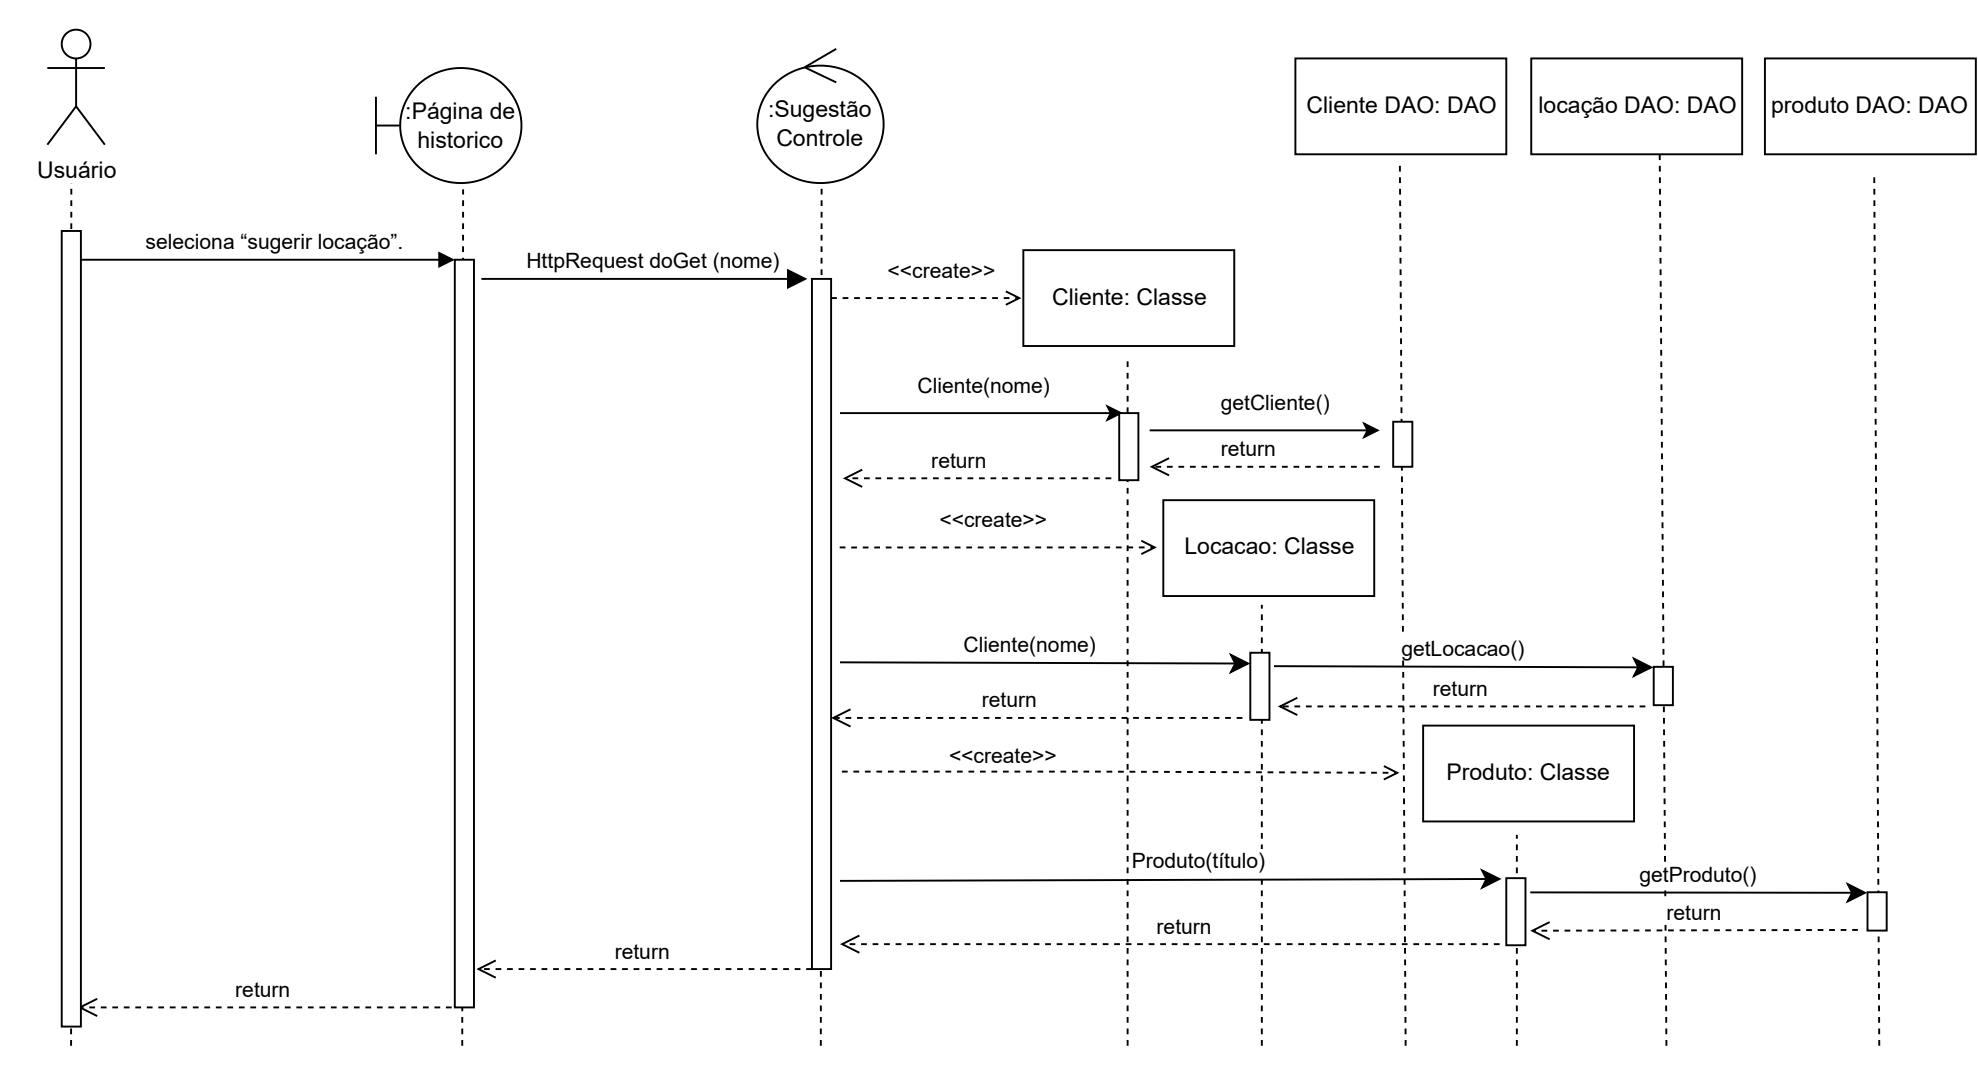 Usuário
:Página de
historico
:Sugestão
Controle
Cliente DAO: DAO
locação DAO: DAO
produto DAO: DAO
seleciona “sugerir locação”.
HttpRequest doGet (nome)
<<create>>
Cliente: Classe
Cliente(nome)
getCliente()
return
return
<<create>>
Locacao: Classe
Cliente(nome)
getLocacao()
return
return
<<create>>
Produto: Classe
Produto(título)
getProduto()
return
return
return
return